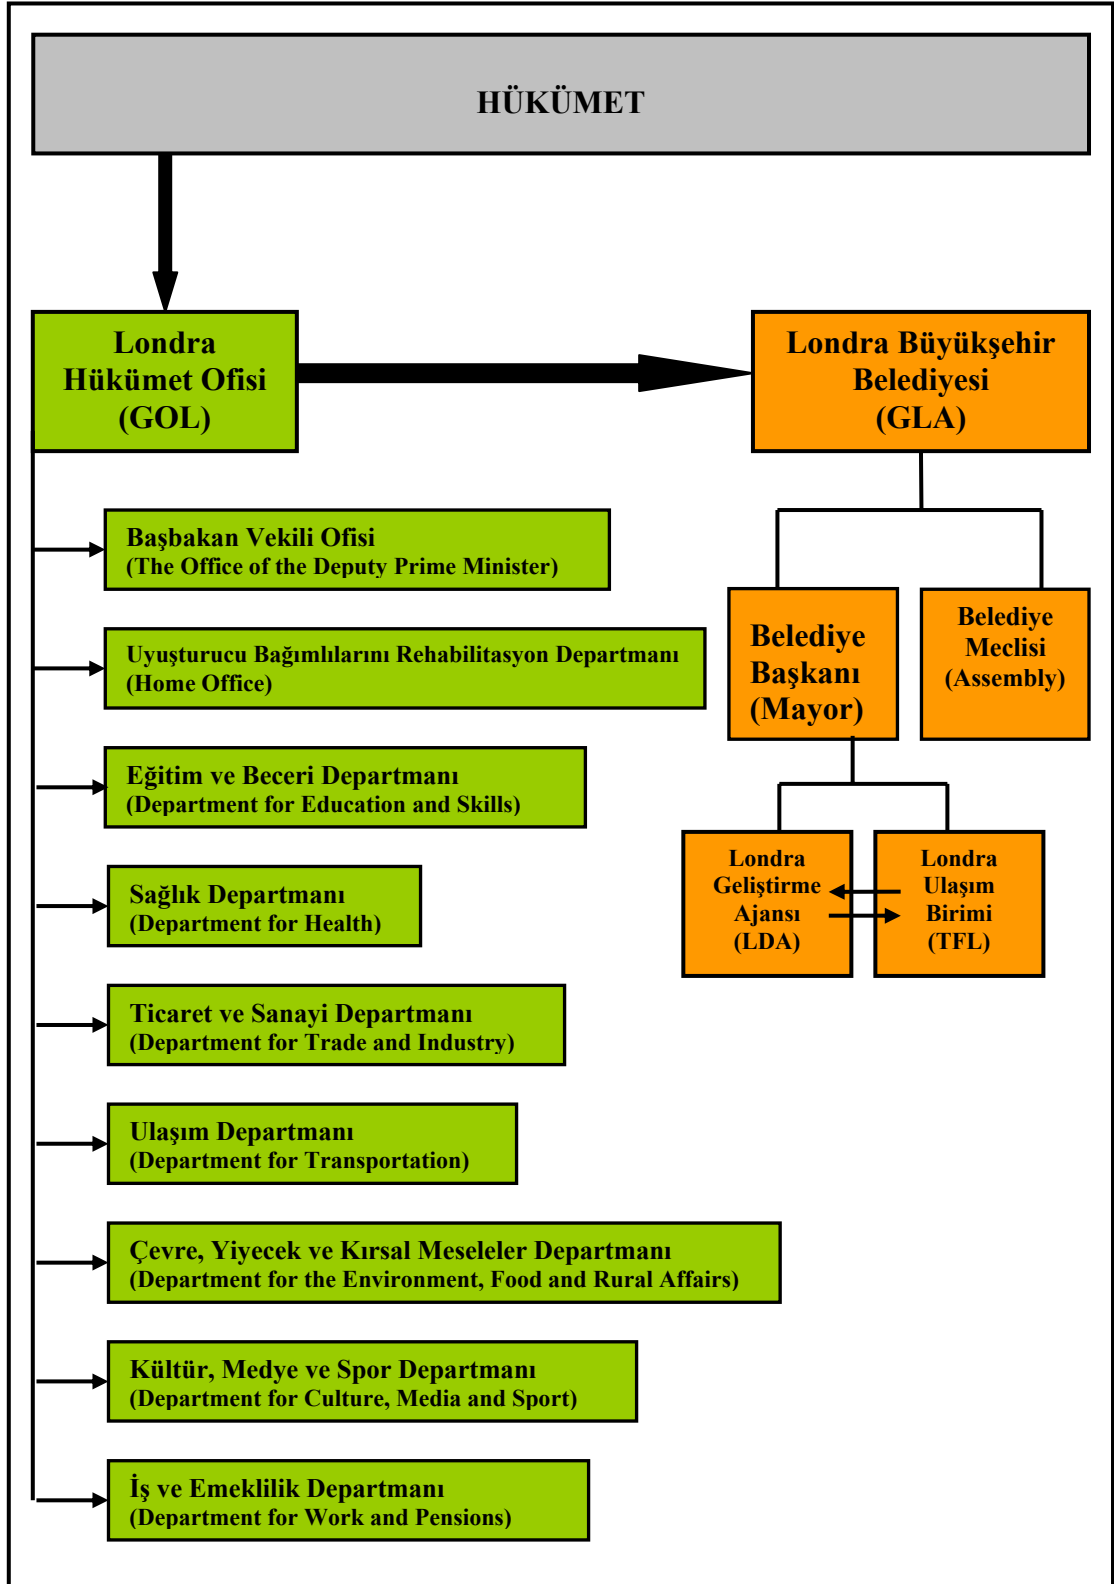 HÜKÜMET
Londra
Hükümet Ofisi
(GOL)
Londra Büyükşehir
Belediyesi
(GLA)
Başbakan Vekili Ofisi
(The Office of the Deputy Prime Minister)
Uyuşturucu Bağımlılarını Rehabilitasyon Departmanı
(Home Office)
Eğitim ve Beceri Departmanı
(Department for Education and Skills)
Sağlık Departmanı
(Department for Health)
Ticaret ve Sanayi Departmanı
(Department for Trade and Industry)
Ulaşım Departmanı
(Department for Transportation)
Çevre, Yiyecek ve Kırsal Meseleler Departmanı
(Department for the Environment, Food and Rural Affairs)
Kültür, Medye ve Spor Departmanı
(Department for Culture, Media and Sport)
İş ve Emeklilik Departmanı
(Department for Work and Pensions)
Belediye
Başkanı
(Mayor)
Belediye
Meclisi
(Assembly)
Londra
Geliştirme
Ajansı
(LDA)
Londra
Ulaşım
Birimi
(TFL)